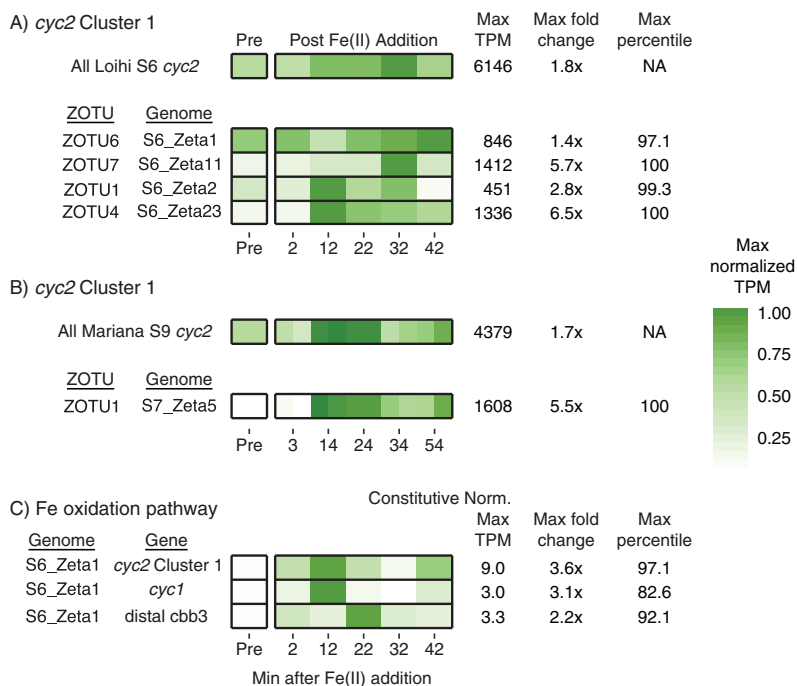 A) cyc2 Cluster 1
Pre Post Fe(II) Addition Max TPM Max fold change Max percentile
All Loihi S6 cyc2 6146 1.8x NA
ZOTU Genome
ZOTU6 S6_Zeta1 846 1.4x 97.1
ZOTU7 S6_Zeta11 1412 5.7x 100
ZOTU1 S6_Zeta2 451 2.8x 99.3
ZOTU4 S6_Zeta23 1336 6.5x 100
Pre 2 12 22 32 42
Max normalized TPM
1.00
0.75
0.50
0.25
B) cyc2 Cluster 1
All Mariana S9 cyc2 4379 1.7x NA
ZOTU Genome
ZOTU1 S7_Zeta5 1608 5.5x 100
Pre 3 14 24 34 54
C) Fe oxidation pathway
Constitutive Norm.
Genome Gene Max TPM Max fold change Max percentile
S6_Zeta1 cyc2 Cluster 1 9.0 3.6x 97.1
S6_Zeta1 cyc1 3.0 3.1x 82.6
S6_Zeta1 distal cbb3 3.3 2.2x 92.1
Pre 2 12 22 32 42
Min after Fe(II) addition